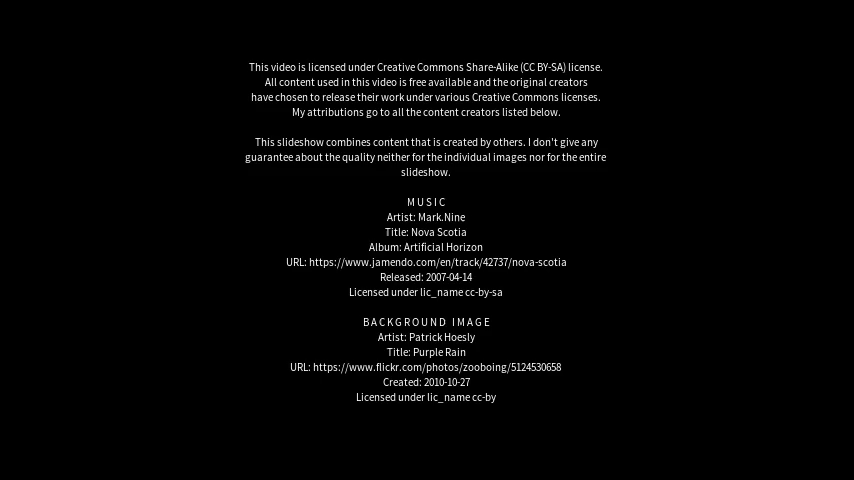 This video is licensed under Creative Commons Share-Alike (CC BY-SA) license.
All content used in this video is free available and the original creators
have chosen to release their work under various Creative Commons licenses.
My attributions go to all the content creators listed below.
This slideshow combines content that is created by others. I don't give any
guarantee about the quality neither for the individual images nor for the entire
slideshow.
M U S I C
Artist: Mark.Nine
Title: Nova Scotia
Album: Artificial Horizon
URL: https://www.jamendo.com/en/track/42737/nova-scotia
Released: 2007-04-14
Licensed under lic_name cc-by-sa
B A C K G R O U N D   I M A G E
Artist: Patrick Hoesly
Title: Purple Rain
URL: https://www.flickr.com/photos/zooboing/5124530658
Created: 2010-10-27
Licensed under lic_name cc-by